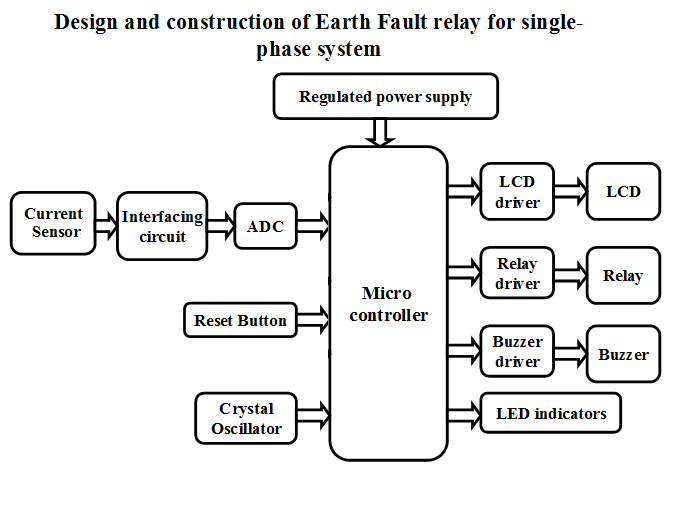 Design and construction of Earth Fault relay for single-
phase system
Regulated power supply
Current
Sensor
Interfacing
circuit
ADC
Reset Button
Crystal
Oscillator
Micro
controller
LCD
driver
LCD
Relay
driver
Relay
Buzzer
driver
Buzzer
LED indicators